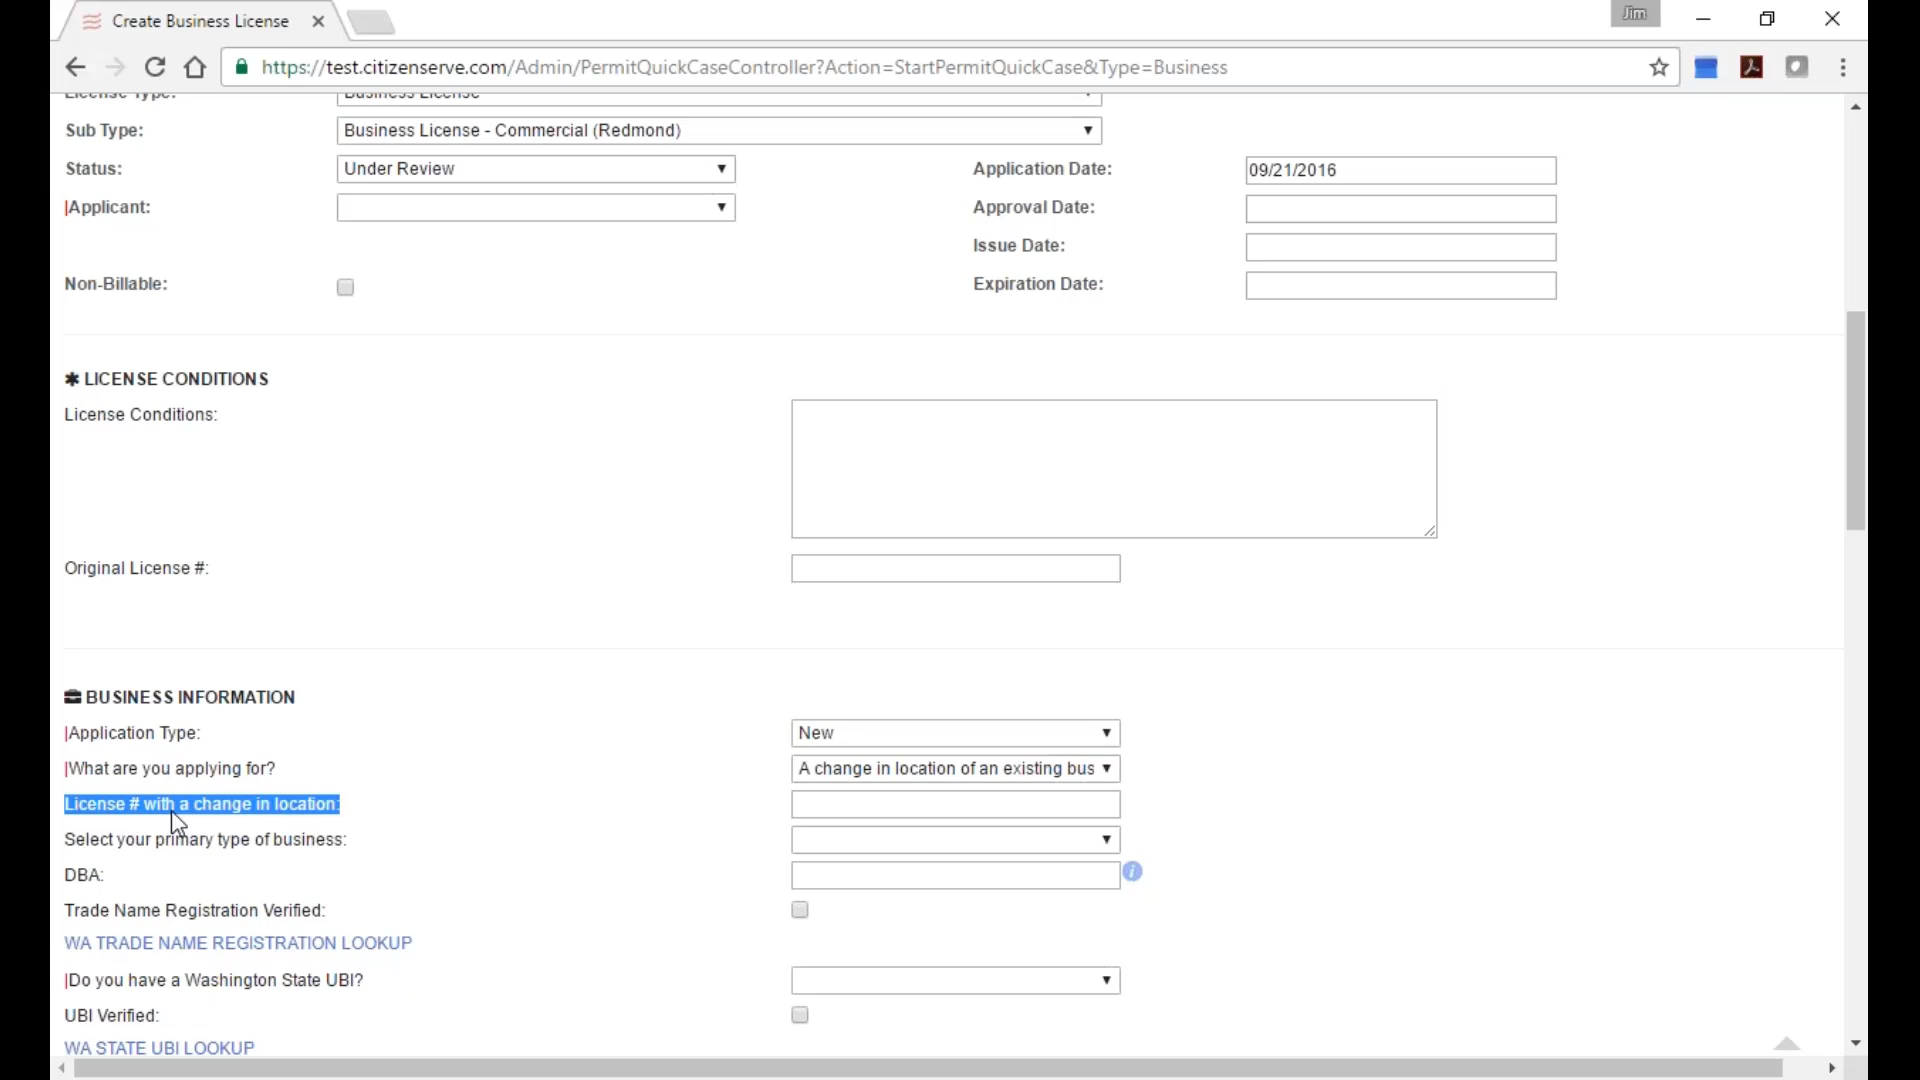 Create Business License
Jim
https://test.citizenserve.com/Admin/PermitQuickCaseController?Action=StartPermitQuickCase&Type=Business
License Type: Business License
Sub Type: Business License - Commercial (Redmond)
Status: Under Review Application Date: 09/21/2016
|Applicant: Approval Date:
Issue Date:
Non-Billable: Expiration Date:
✱ LICENSE CONDITIONS
License Conditions:
Original License #:
BUSINESS INFORMATION
|Application Type: New
|What are you applying for? A change in location of an existing bus
License # with a change in location:
Select your primary type of business:
DBA: i
Trade Name Registration Verified:
WA TRADE NAME REGISTRATION LOOKUP
|Do you have a Washington State UBI?
UBI Verified:
WA STATE UBI LOOKUP